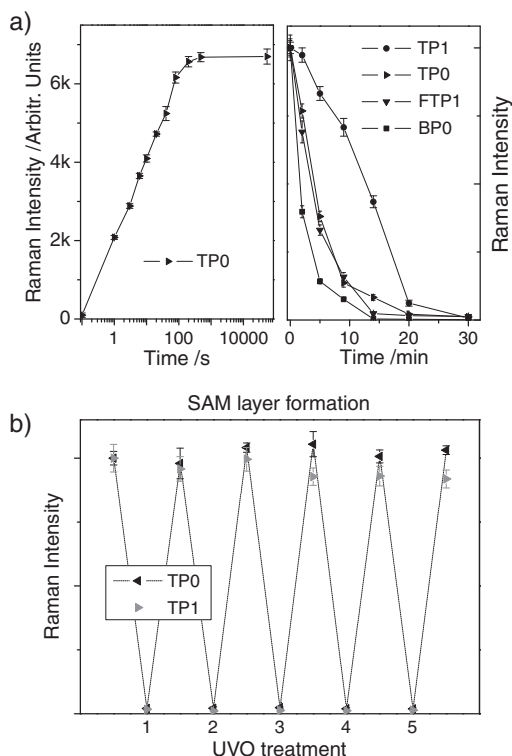 a)
Raman Intensity /Arbitr. Units
6k
4k
2k
0
TP0
1
100
10000
Time /s
TP1
TP0
FTP1
BP0
Raman Intensity
0
10
20
30
Time /min
b)
SAM layer formation
Raman Intensity
TP0
TP1
1
2
3
4
5
UVO treatment